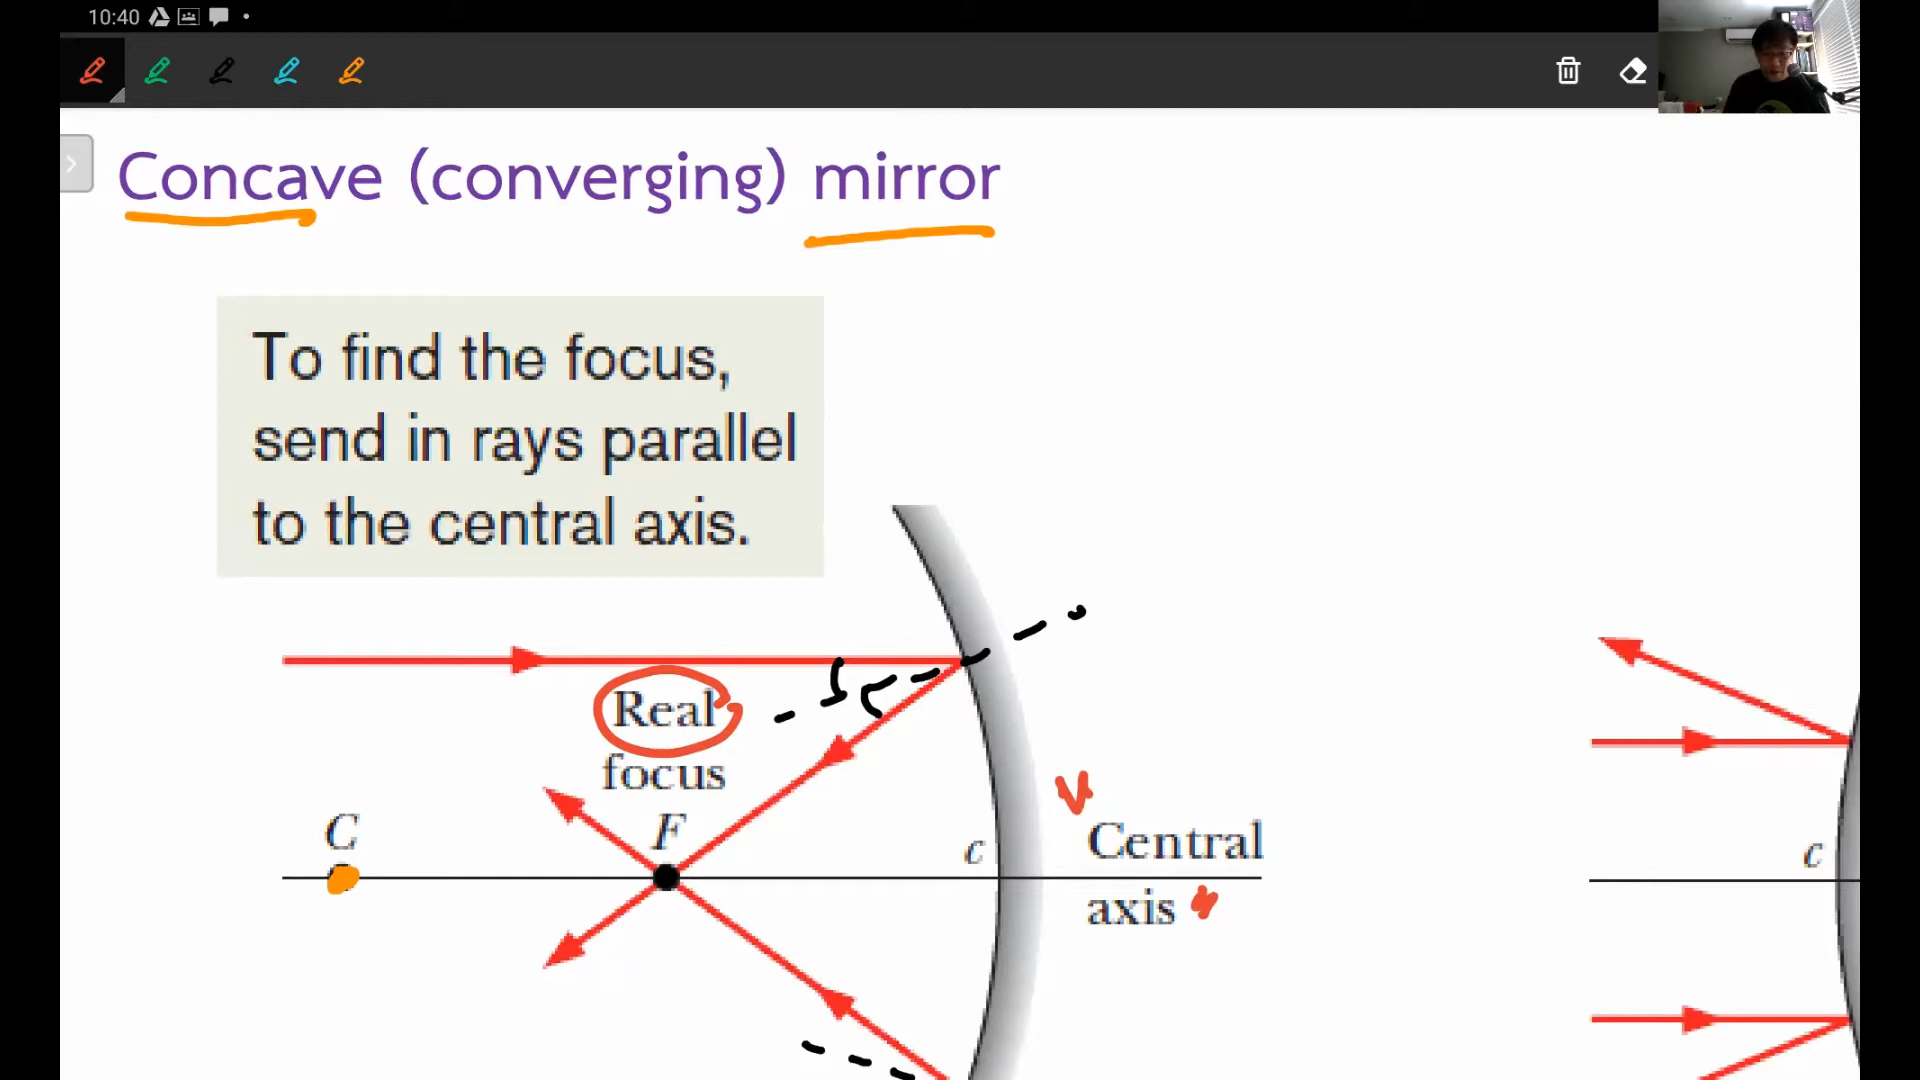 10:40
Concave (converging) mirror
To find the focus,
send in rays parallel
to the central axis.
Real
focus
C
F
c
Central
axis
c